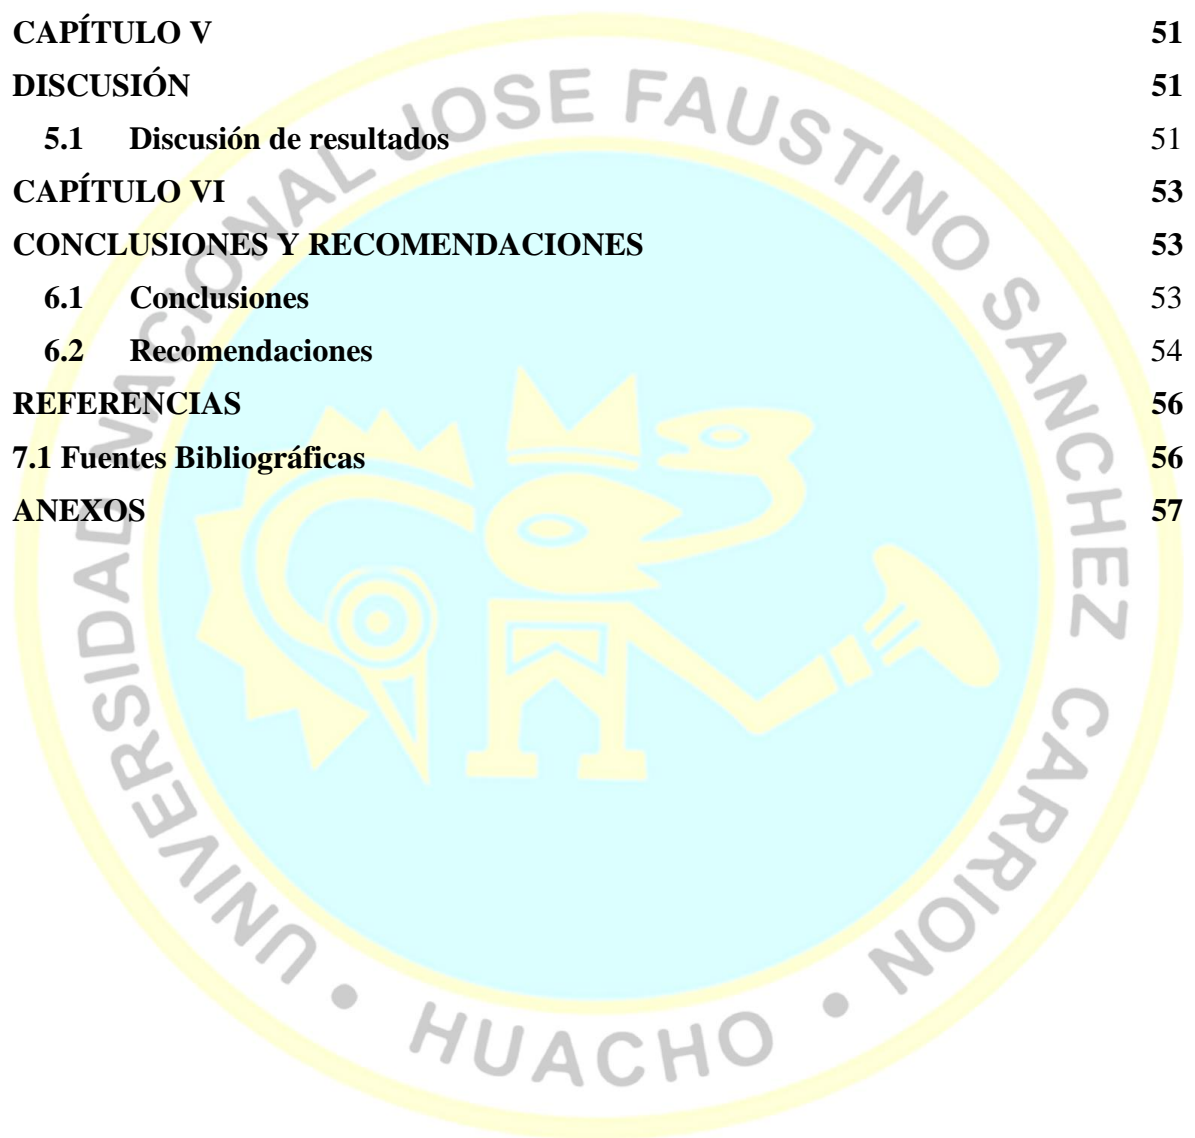 CAPÍTULO V 51
DISCUSIÓN 51
5.1 Discusión de resultados 51
CAPÍTULO VI 53
CONCLUSIONES Y RECOMENDACIONES 53
6.1 Conclusiones 53
6.2 Recomendaciones 54
REFERENCIAS 56
7.1 Fuentes Bibliográficas 56
ANEXOS 57
UNIVERSIDAD NACIONAL JOSE FAUSTINO SANCHEZ CARRION • HUACHO •